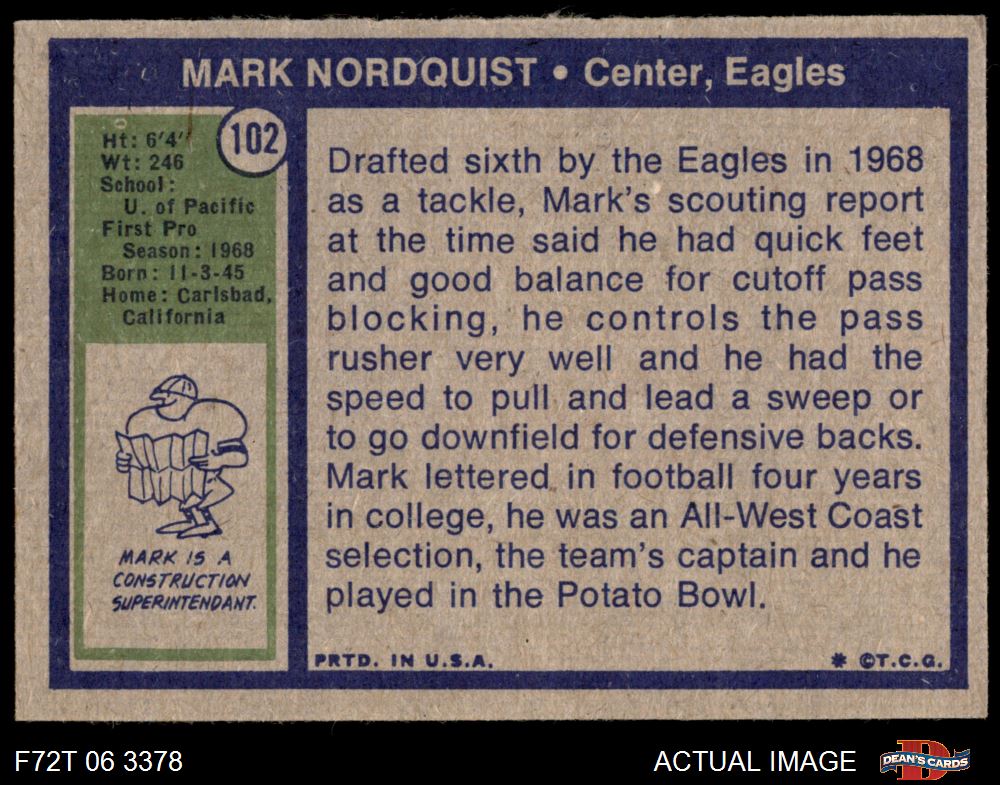 MARK NORDQUIST • Center, Eagles
102
Ht: 6'4"
Wt: 246
School:
U. of Pacific
First Pro
Season: 1968
Born: 11-3-45
Home: Carlsbad,
California
MARK IS A
CONSTRUCTION
SUPERINTENDANT.
Drafted sixth by the Eagles in 1968
as a tackle, Mark's scouting report
at the time said he had quick feet
and good balance for cutoff pass
blocking, he controls the pass
rusher very well and he had the
speed to pull and lead a sweep or
to go downfield for defensive backs.
Mark lettered in football four years
in college, he was an All-West Coast
selection, the team's captain and he
played in the Potato Bowl.
PRTD. IN U.S.A.
* ©T.C.G.
F72T 06 3378
ACTUAL IMAGE
D
DEAN'S CARDS